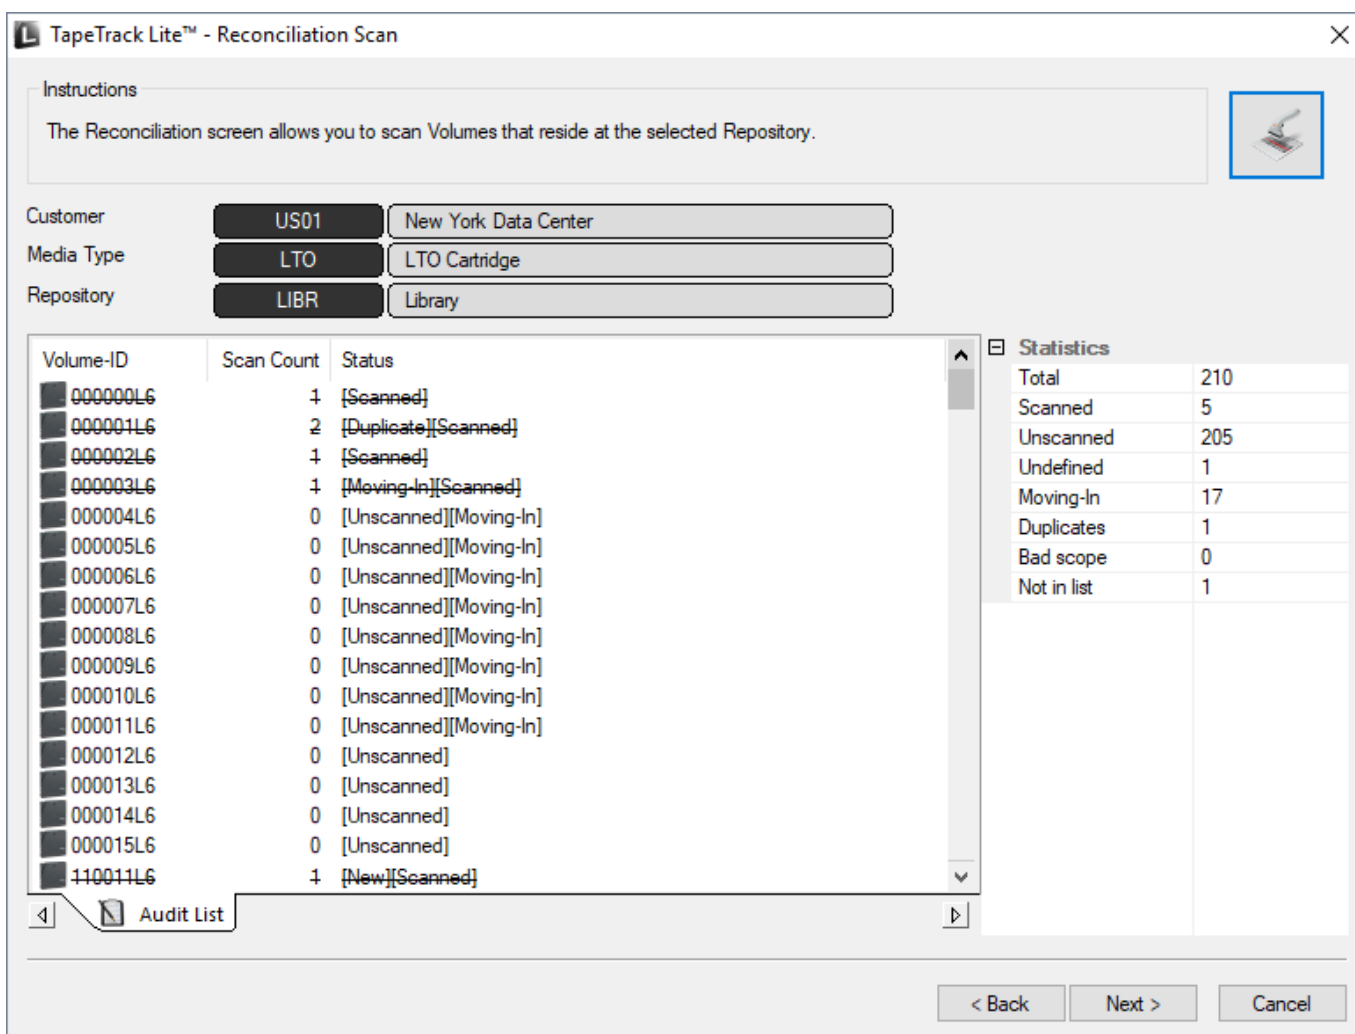 L TapeTrack Lite™ - Reconciliation Scan
Instructions
The Reconciliation screen allows you to scan Volumes that reside at the selected Repository.
Customer US01 New York Data Center
Media Type LTO LTO Cartridge
Repository LIBR Library
Volume-ID Scan Count Status
000000L6 1 [Scanned]
000001L6 2 [Duplicate][Scanned]
000002L6 1 [Scanned]
000003L6 1 [Moving-In][Scanned]
000004L6 0 [Unscanned][Moving-In]
000005L6 0 [Unscanned][Moving-In]
000006L6 0 [Unscanned][Moving-In]
000007L6 0 [Unscanned][Moving-In]
000008L6 0 [Unscanned][Moving-In]
000009L6 0 [Unscanned][Moving-In]
000010L6 0 [Unscanned][Moving-In]
000011L6 0 [Unscanned][Moving-In]
000012L6 0 [Unscanned]
000013L6 0 [Unscanned]
000014L6 0 [Unscanned]
000015L6 0 [Unscanned]
110011L6 1 [New][Scanned]
Audit List
Statistics
Total 210
Scanned 5
Unscanned 205
Undefined 1
Moving-In 17
Duplicates 1
Bad scope 0
Not in list 1
< Back Next > Cancel